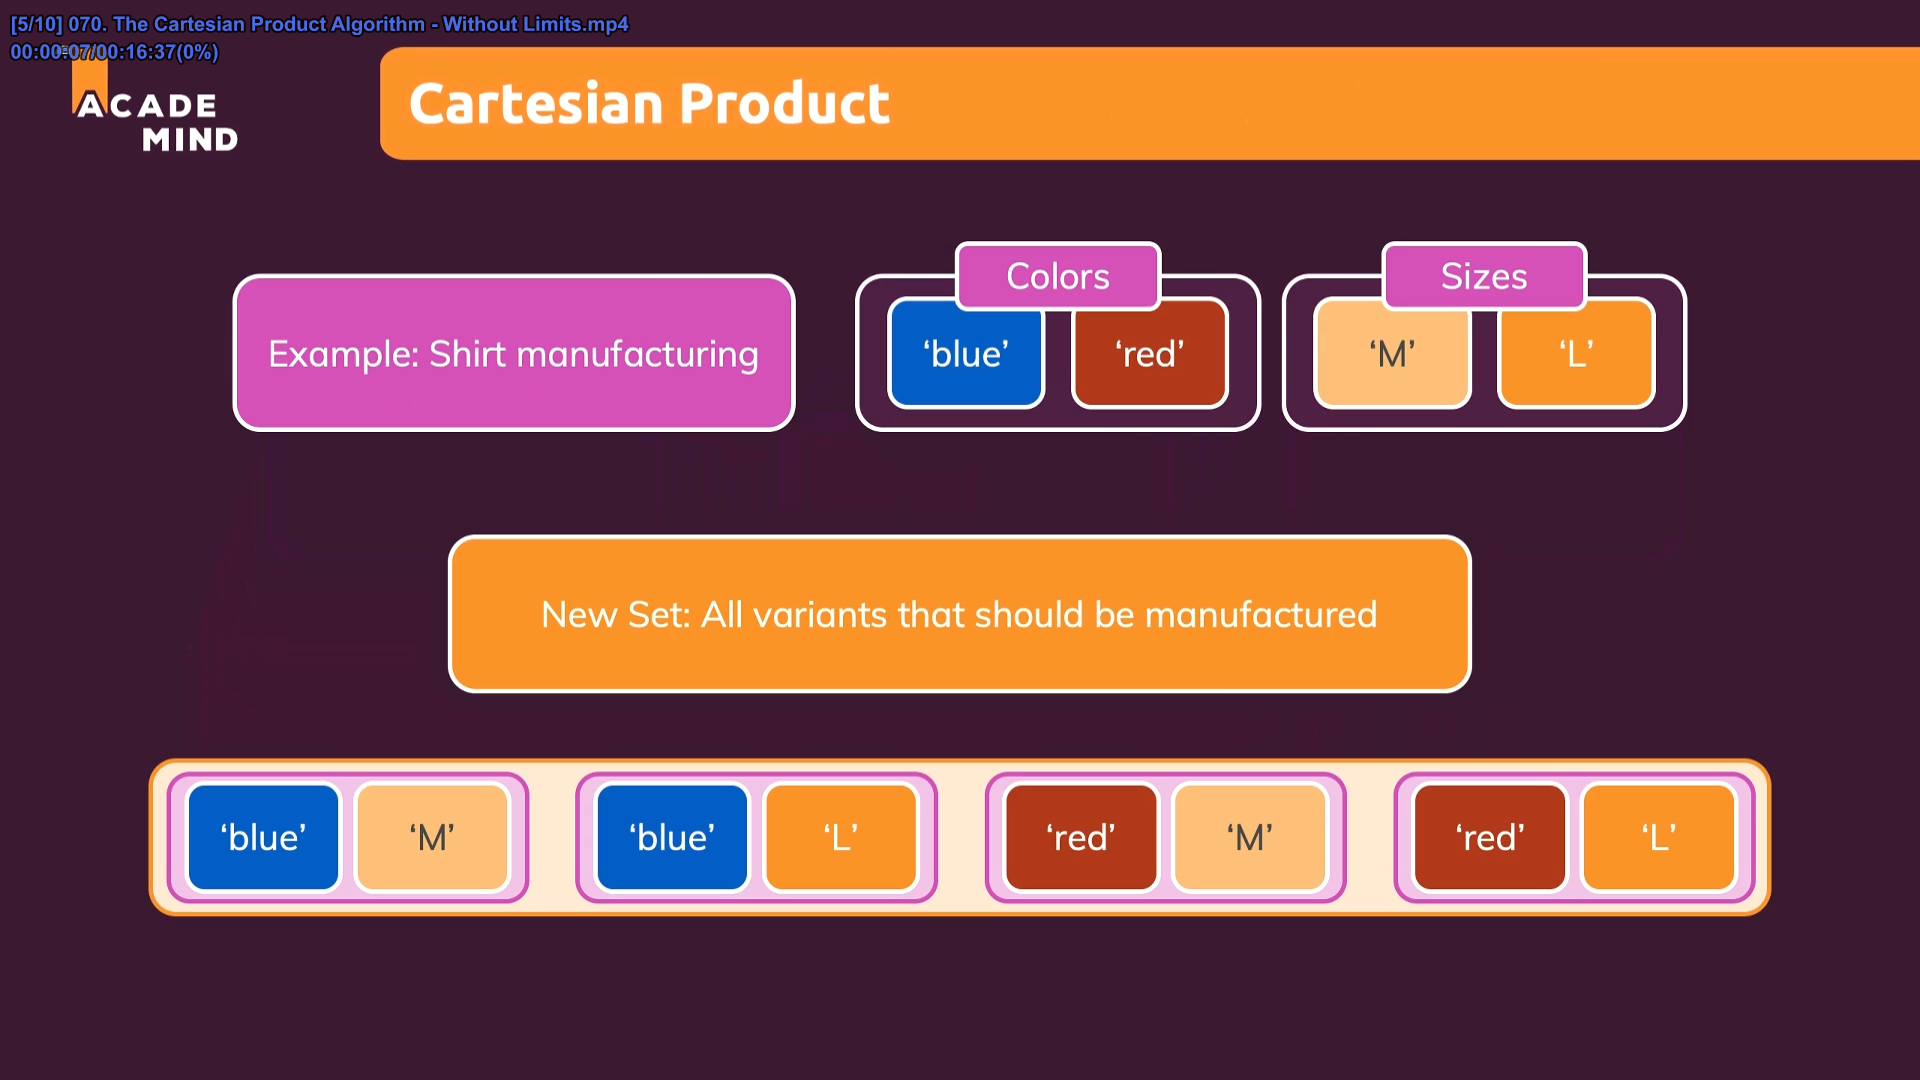 [5/10] 070. The Cartesian Product Algorithm - Without Limits.mp4
00:00:07/00:16:37(0%)
ACADE
MIND
Cartesian Product
Example: Shirt manufacturing
Colors
‘blue’ ‘red’
Sizes
‘M’ ‘L’
New Set: All variants that should be manufactured
‘blue’ ‘M’ ‘blue’ ‘L’ ‘red’ ‘M’ ‘red’ ‘L’